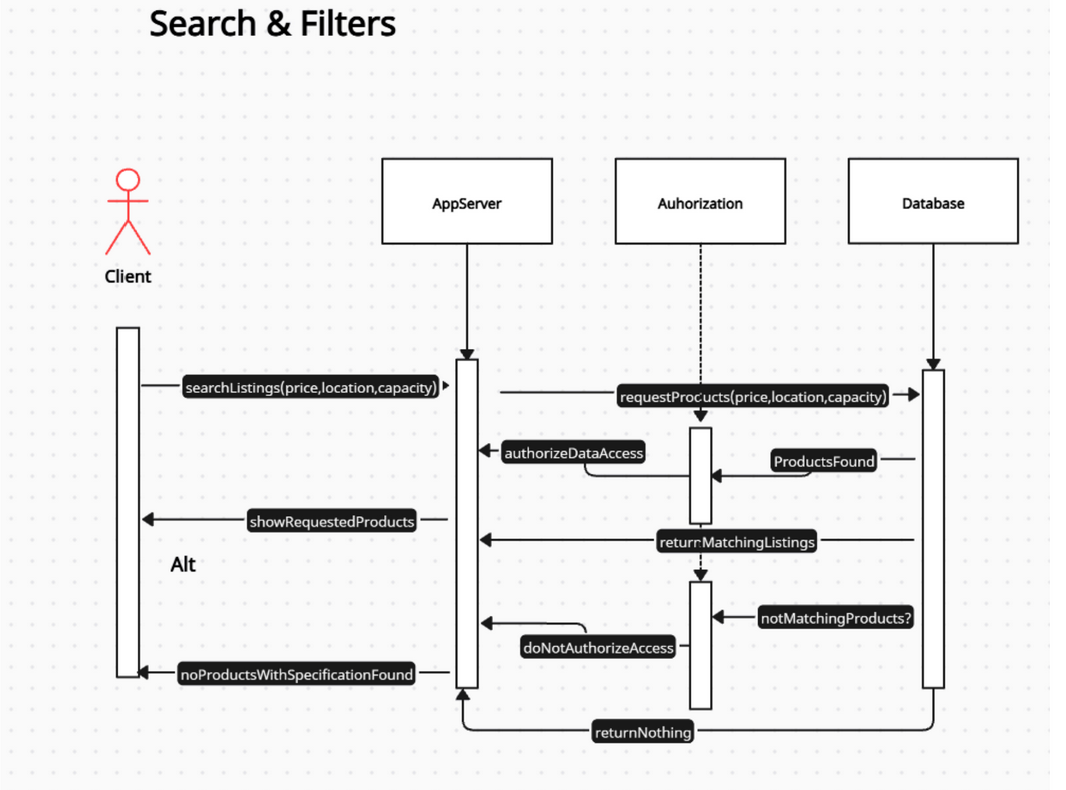 Search & Filters
AppServer
Auhorization
Database
Client
searchListings(price,location,capacity)
requestProducts(price,location,capacity)
authorizeDataAccess
ProductsFound
showRequestedProducts
returnMatchingListings
Alt
notMatchingProducts?
doNotAuthorizeAccess
noProductsWithSpecificationFound
returnNothing